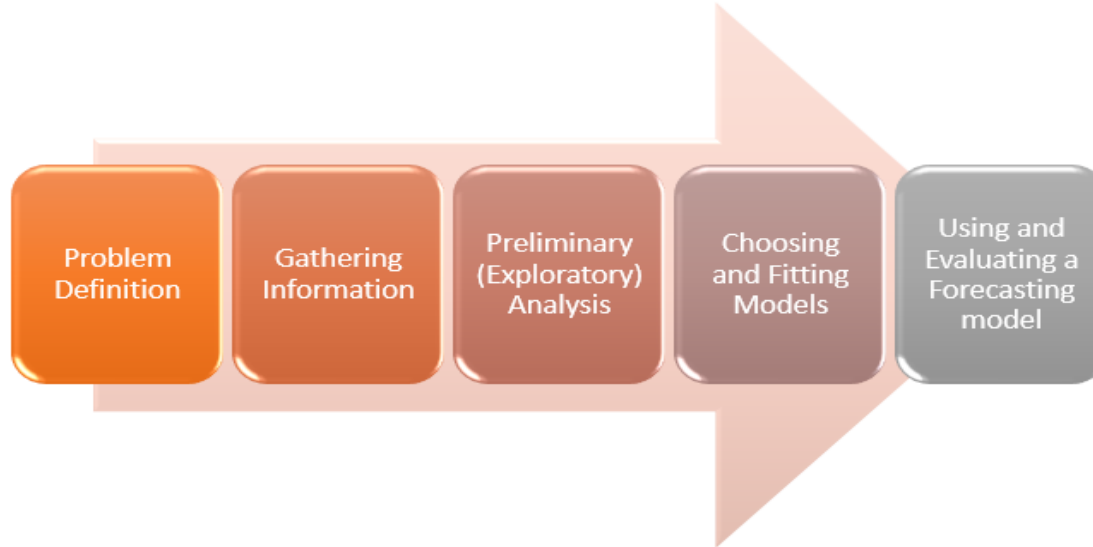 Problem
Definition
Gathering
Information
Preliminary
(Exploratory)
Analysis
Choosing
and Fitting
Models
Using and
Evaluating a
Forecasting
model